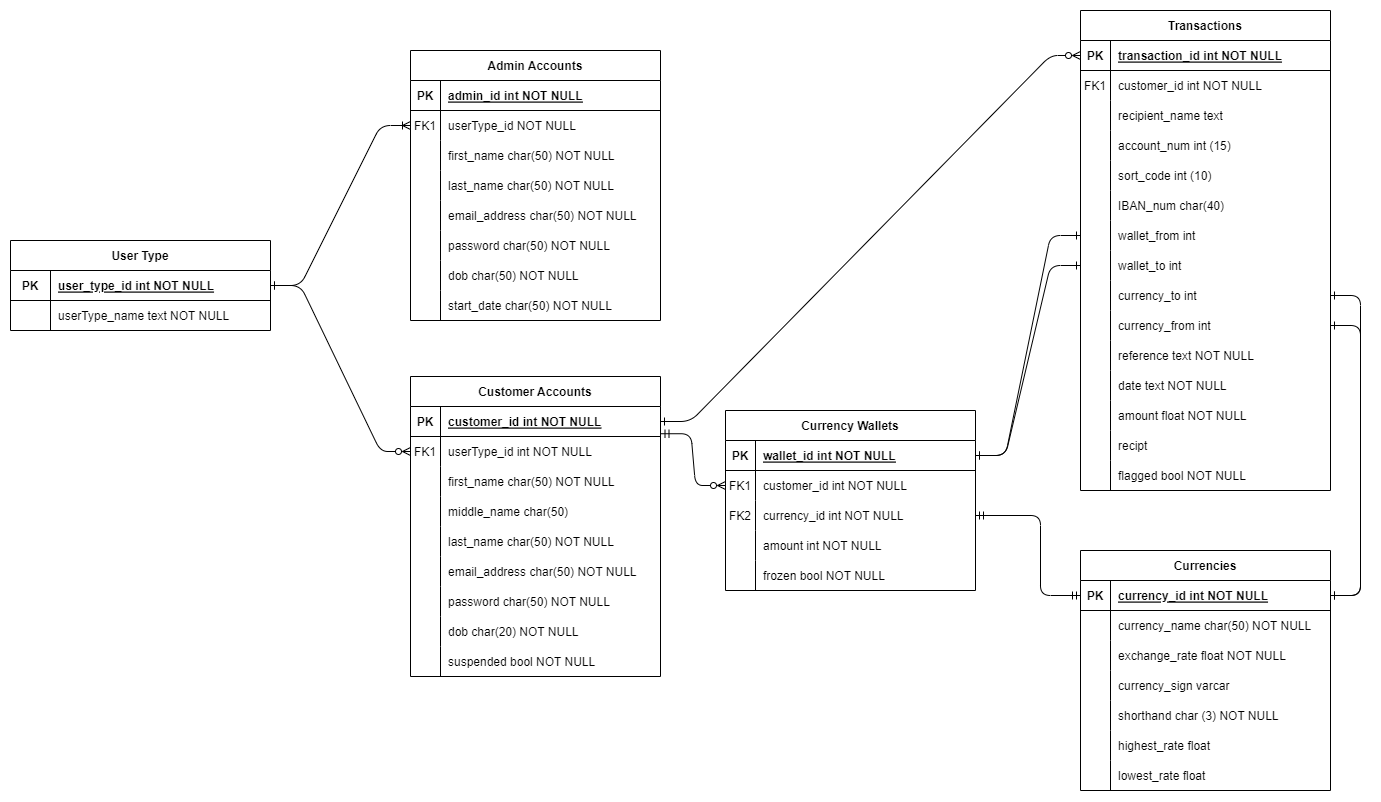 User Type
PK user_type_id int NOT NULL
userType_name text NOT NULL
Admin Accounts
PK admin_id int NOT NULL
FK1 userType_id NOT NULL
first_name char(50) NOT NULL
last_name char(50) NOT NULL
email_address char(50) NOT NULL
password char(50) NOT NULL
dob char(50) NOT NULL
start_date char(50) NOT NULL
Customer Accounts
PK customer_id int NOT NULL
FK1 userType_id int NOT NULL
first_name char(50) NOT NULL
middle_name char(50)
last_name char(50) NOT NULL
email_address char(50) NOT NULL
password char(50) NOT NULL
dob char(20) NOT NULL
suspended bool NOT NULL
Currency Wallets
PK wallet_id int NOT NULL
FK1 customer_id int NOT NULL
FK2 currency_id int NOT NULL
amount int NOT NULL
frozen bool NOT NULL
Transactions
PK transaction_id int NOT NULL
FK1 customer_id int NOT NULL
recipient_name text
account_num int (15)
sort_code int (10)
IBAN_num char(40)
wallet_from int
wallet_to int
currency_to int
currency_from int
reference text NOT NULL
date text NOT NULL
amount float NOT NULL
recipt
flagged bool NOT NULL
Currencies
PK currency_id int NOT NULL
currency_name char(50) NOT NULL
exchange_rate float NOT NULL
currency_sign varcar
shorthand char (3) NOT NULL
highest_rate float
lowest_rate float